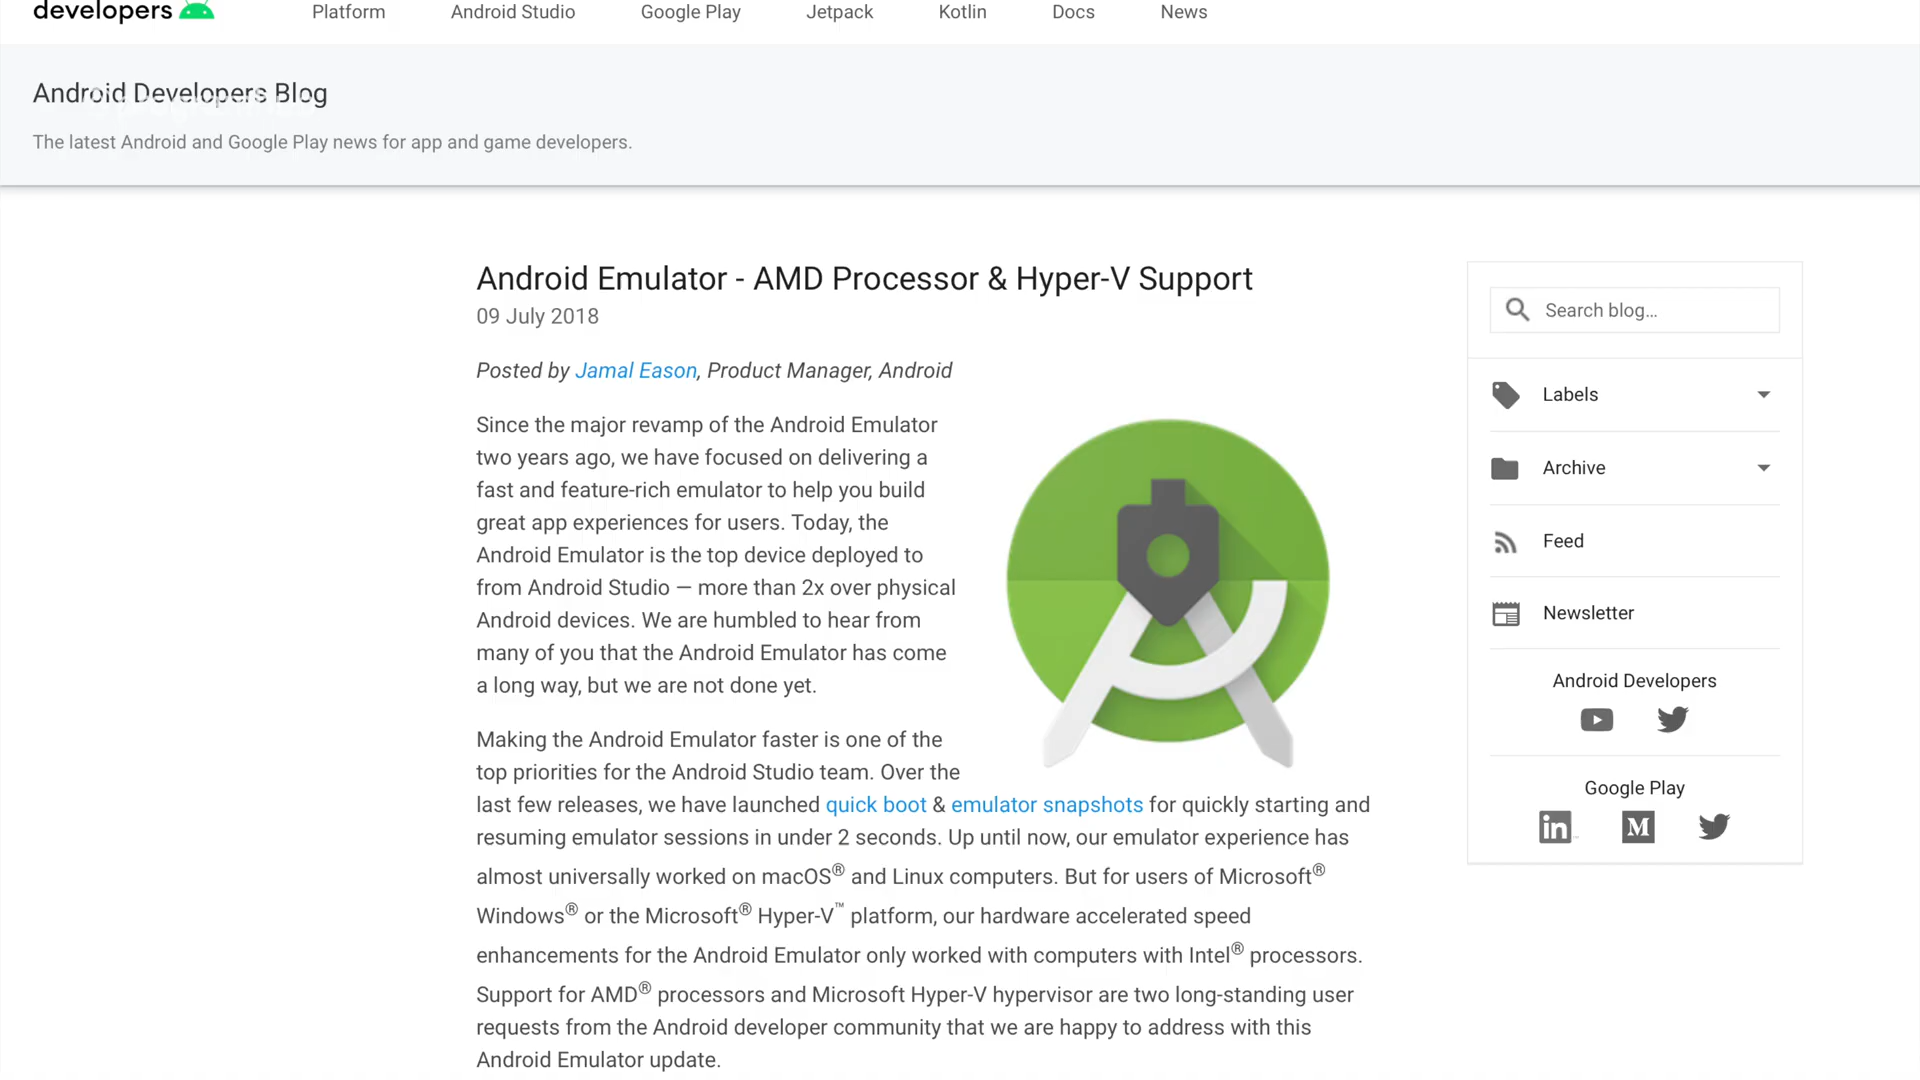 developers
Platform
Android Studio
Google Play
Jetpack
Kotlin
Docs
News
Android Developers Blog
The latest Android and Google Play news for app and game developers.
Android Emulator - AMD Processor & Hyper-V Support
09 July 2018
Posted by Jamal Eason, Product Manager, Android
Since the major revamp of the Android Emulator
two years ago, we have focused on delivering a
fast and feature-rich emulator to help you build
great app experiences for users. Today, the
Android Emulator is the top device deployed to
from Android Studio — more than 2x over physical
Android devices. We are humbled to hear from
many of you that the Android Emulator has come
a long way, but we are not done yet.
Making the Android Emulator faster is one of the
top priorities for the Android Studio team. Over the
last few releases, we have launched quick boot & emulator snapshots for quickly starting and
resuming emulator sessions in under 2 seconds. Up until now, our emulator experience has
almost universally worked on macOS® and Linux computers. But for users of Microsoft®
Windows® or the Microsoft® Hyper-V™ platform, our hardware accelerated speed
enhancements for the Android Emulator only worked with computers with Intel® processors.
Support for AMD® processors and Microsoft Hyper-V hypervisor are two long-standing user
requests from the Android developer community that we are happy to address with this
Android Emulator update.
Search blog...
Labels
Archive
Feed
Newsletter
Android Developers
Google Play
in
M